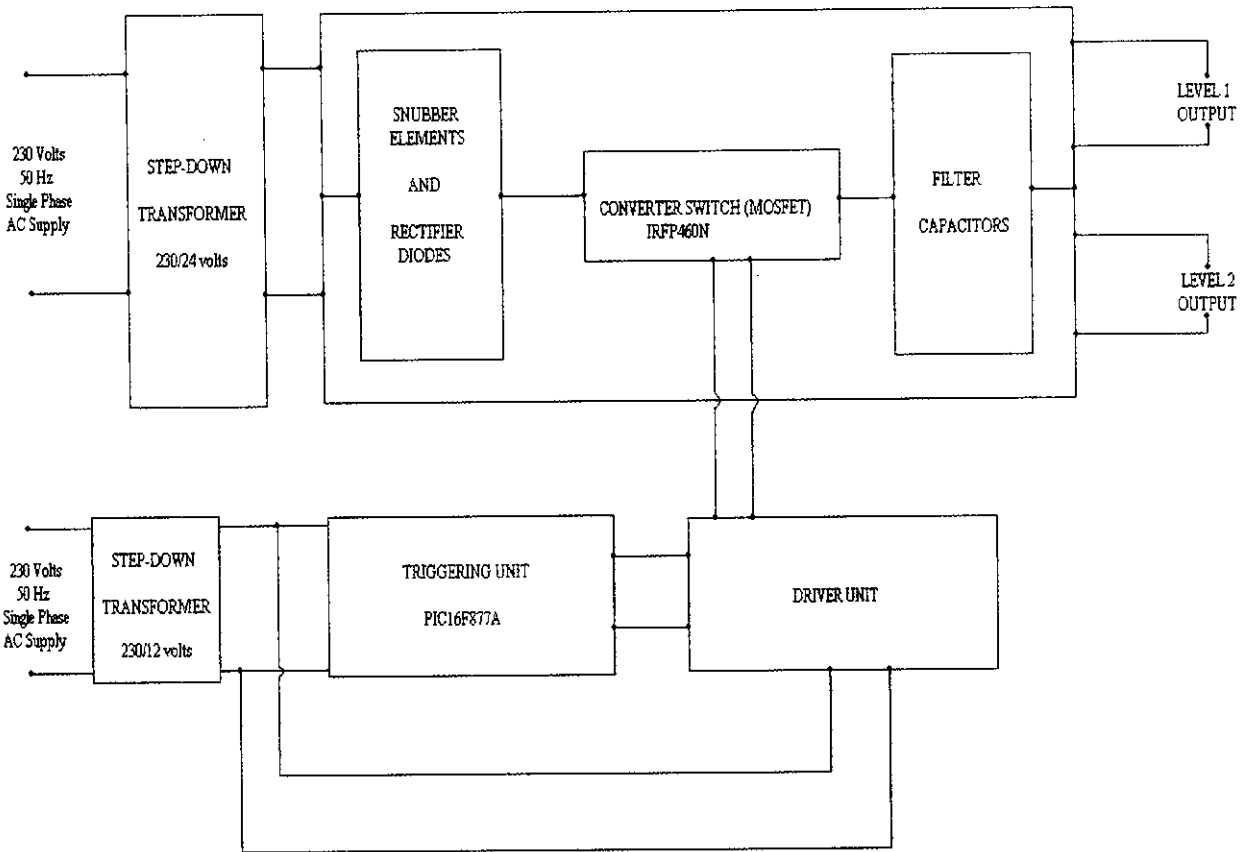 230 Volts
50 Hz
Single Phase
AC Supply
STEP-DOWN
TRANSFORMER
230/24 volts
SNUBBER
ELEMENTS
AND
RECTIFIER
DIODES
CONVERTER SWITCH (MOSFET)
IRFP460N
FILTER
CAPACITORS
LEVEL 1
OUTPUT
LEVEL 2
OUTPUT
230 Volts
50 Hz
Single Phase
AC Supply
STEP-DOWN
TRANSFORMER
230/12 volts
TRIGGERING UNIT
PIC16F877A
DRIVER UNIT